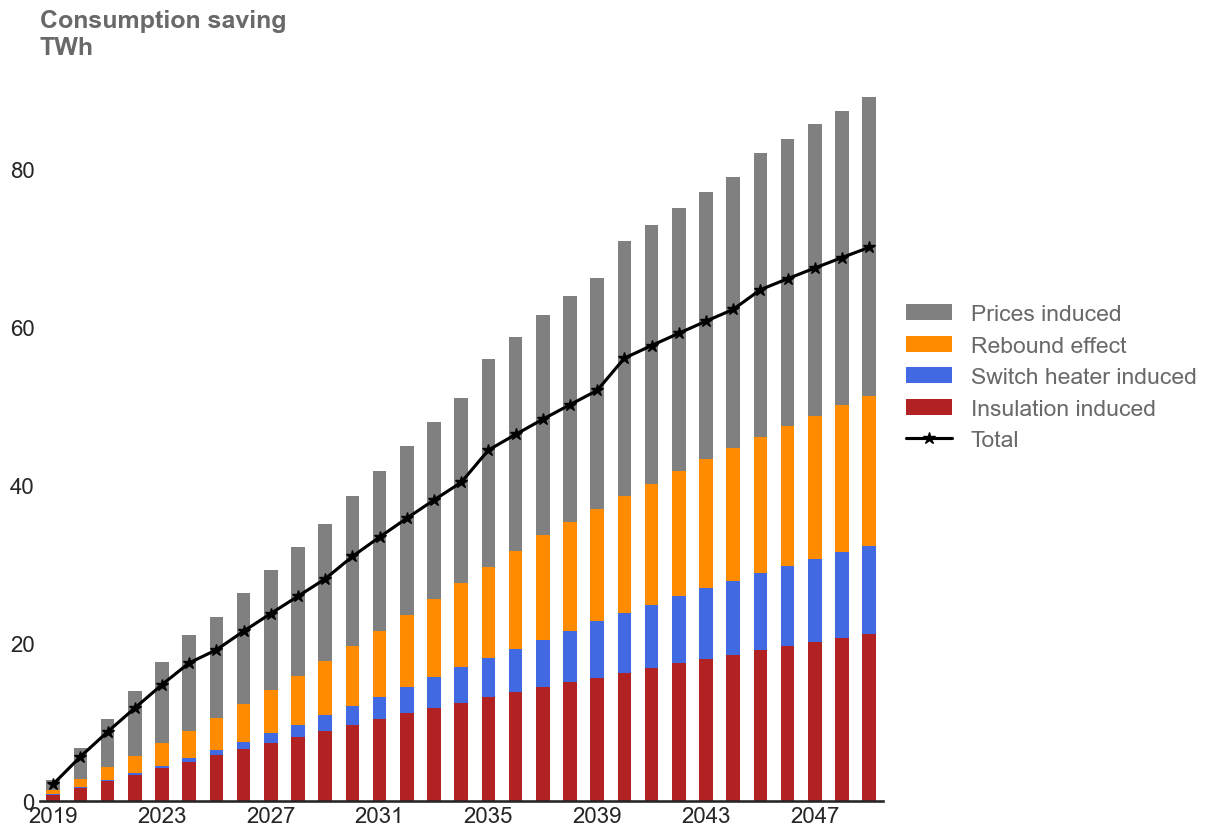 Consumption saving
TWh
80
60
40
20
0
2019 2023 2027 2031 2035 2039 2043 2047
Prices induced
Rebound effect
Switch heater induced
Insulation induced
Total